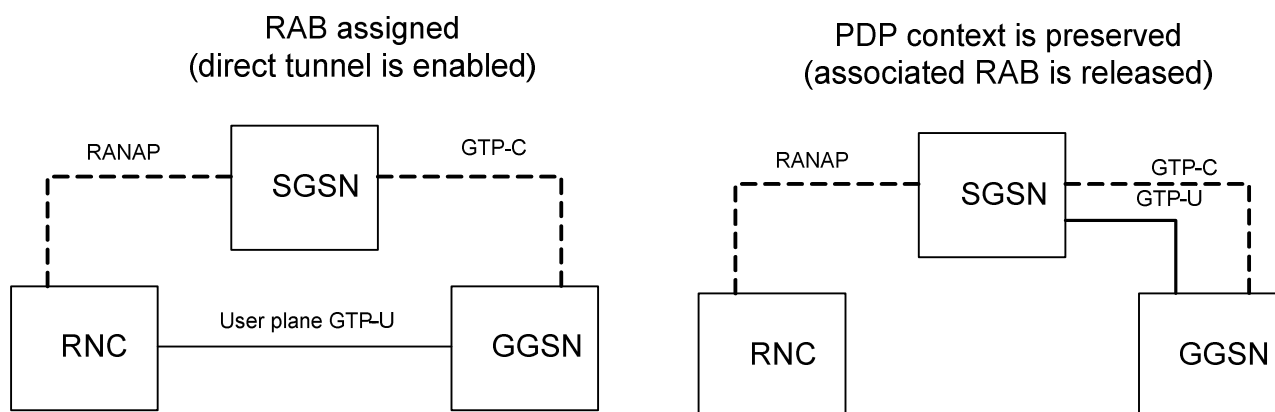 RAB assigned
(direct tunnel is enabled)
RANAP
GTP-C
SGSN
RNC
User plane GTP-U
GGSN
PDP context is preserved
(associated RAB is released)
RANAP
SGSN
GTP-C
GTP-U
RNC
GGSN